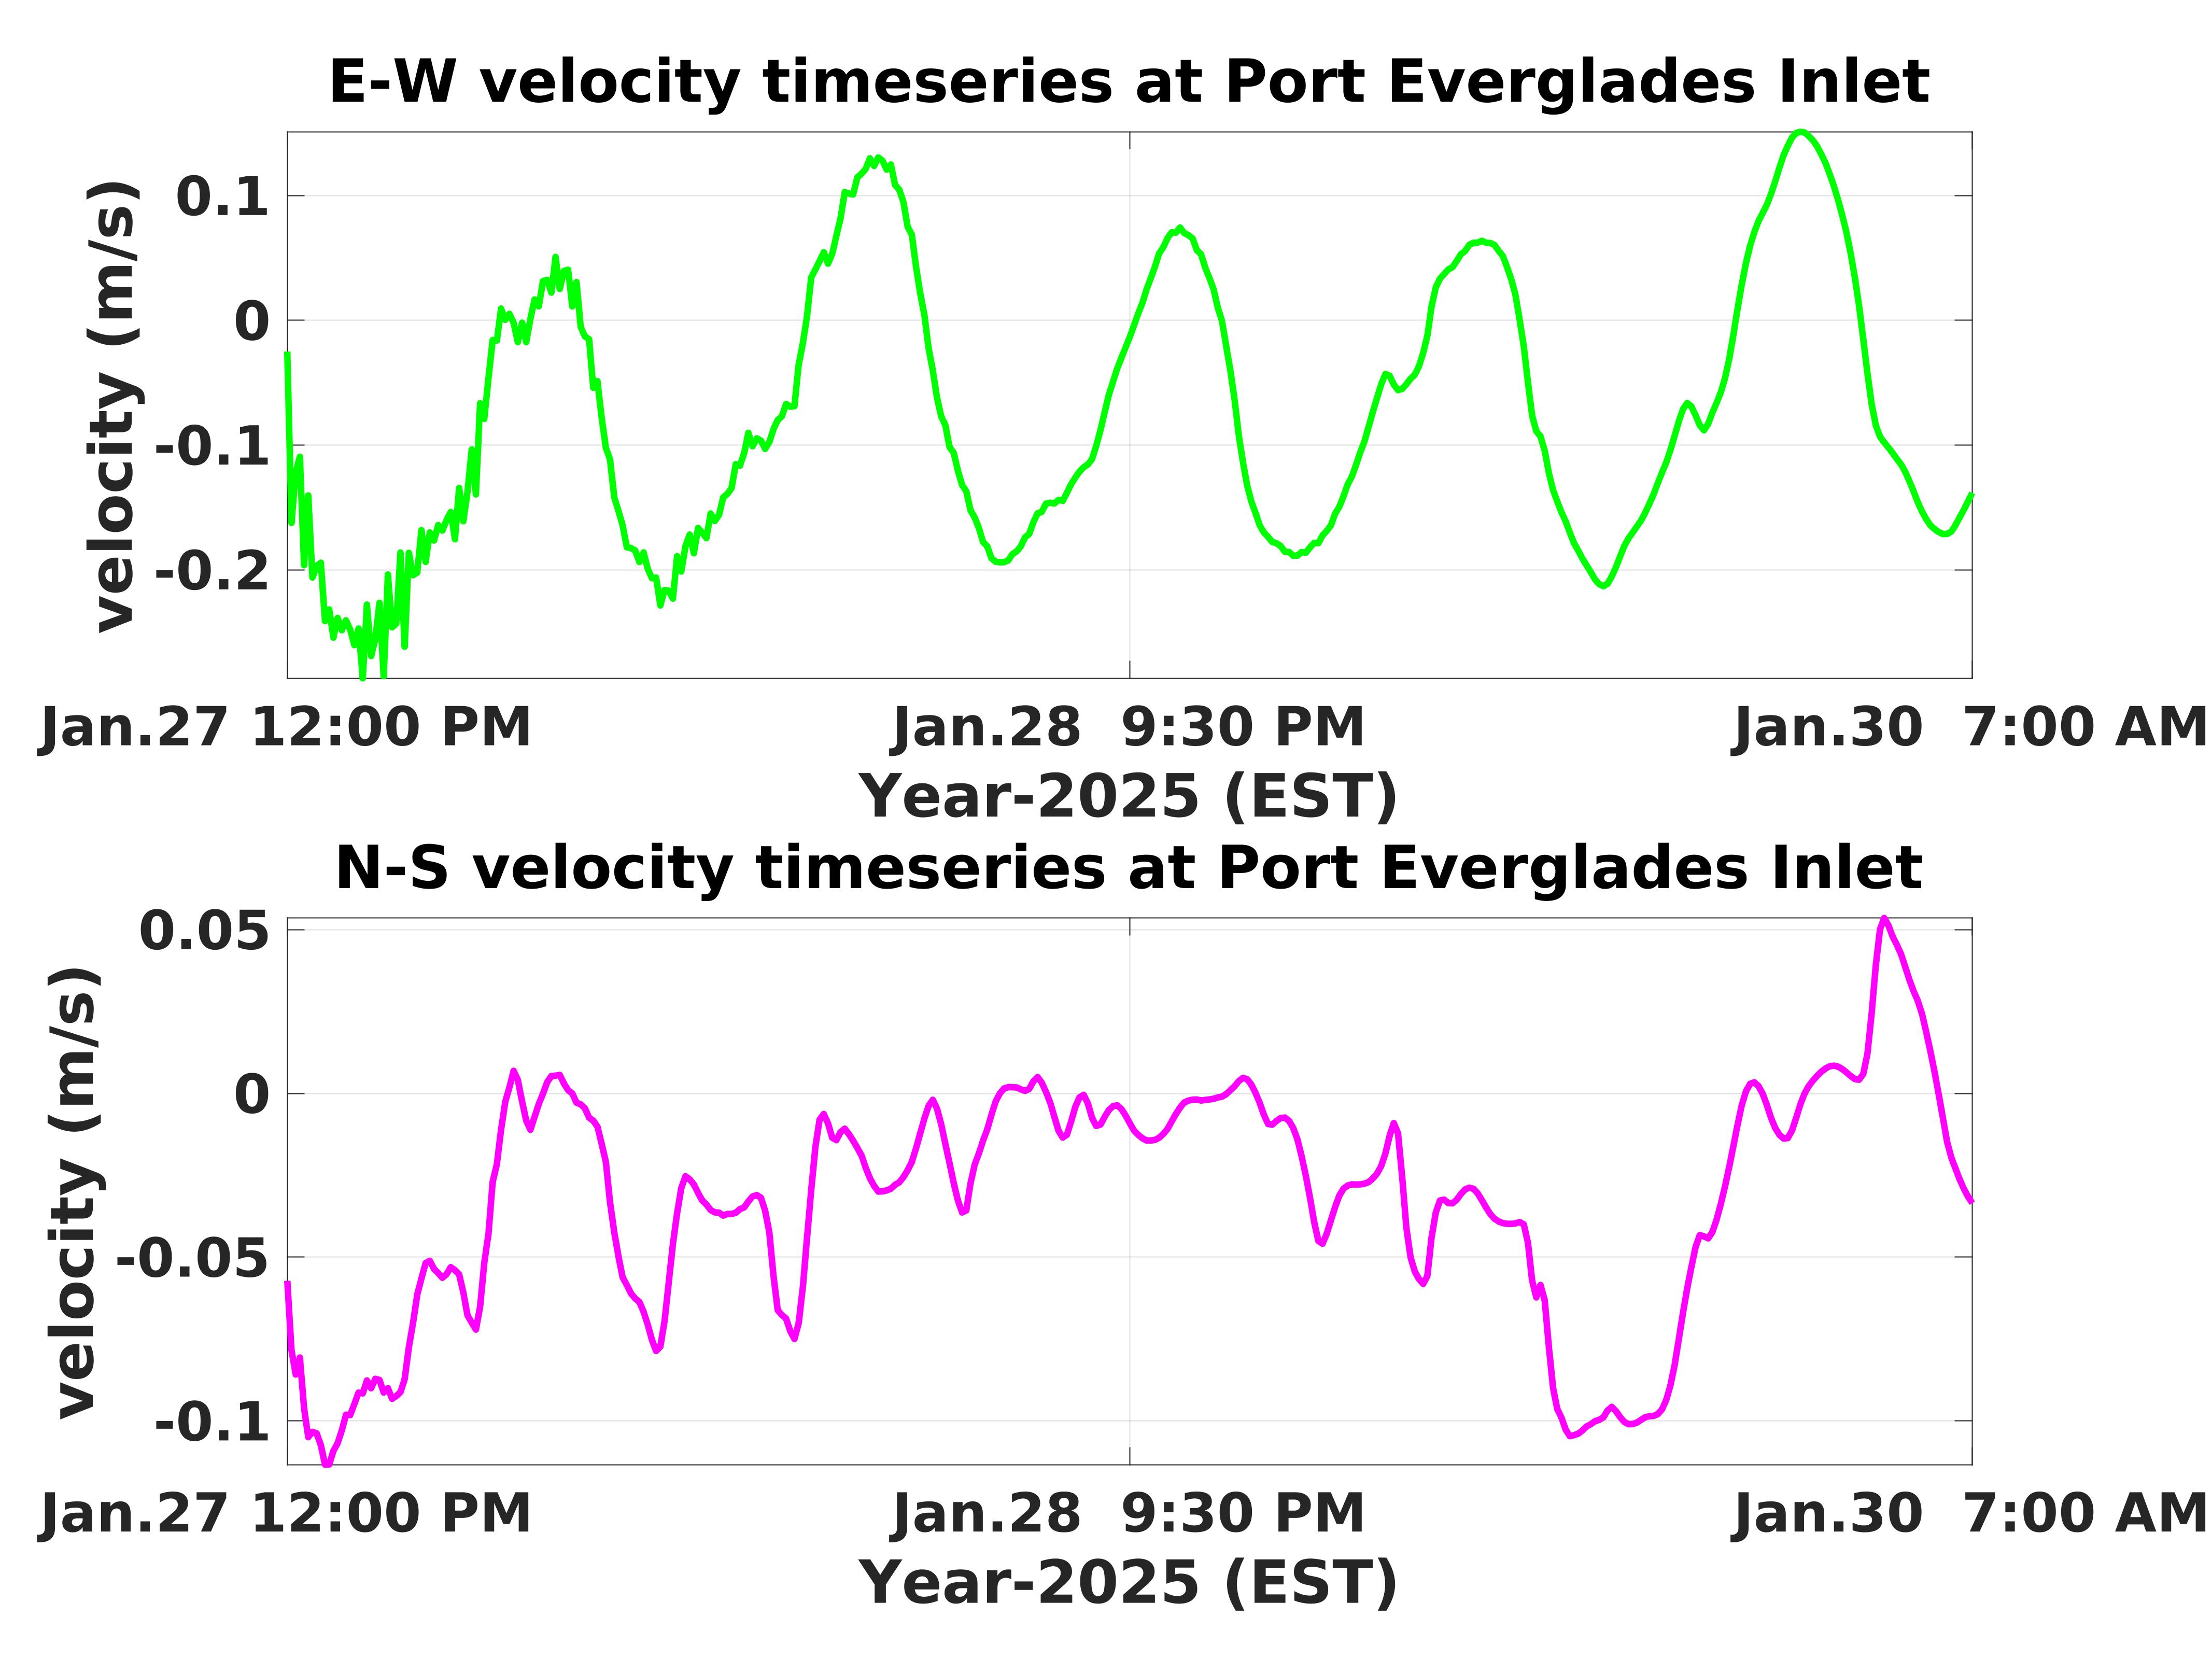 E-W velocity timeseries at Port Everglades Inlet
velocity (m/s)
0.1
0
-0.1
-0.2
Jan.27 12:00 PM Jan.28 9:30 PM Jan.30 7:00 AM
Year-2025 (EST)
N-S velocity timeseries at Port Everglades Inlet
velocity (m/s)
0.05
0
-0.05
-0.1
Jan.27 12:00 PM Jan.28 9:30 PM Jan.30 7:00 AM
Year-2025 (EST)